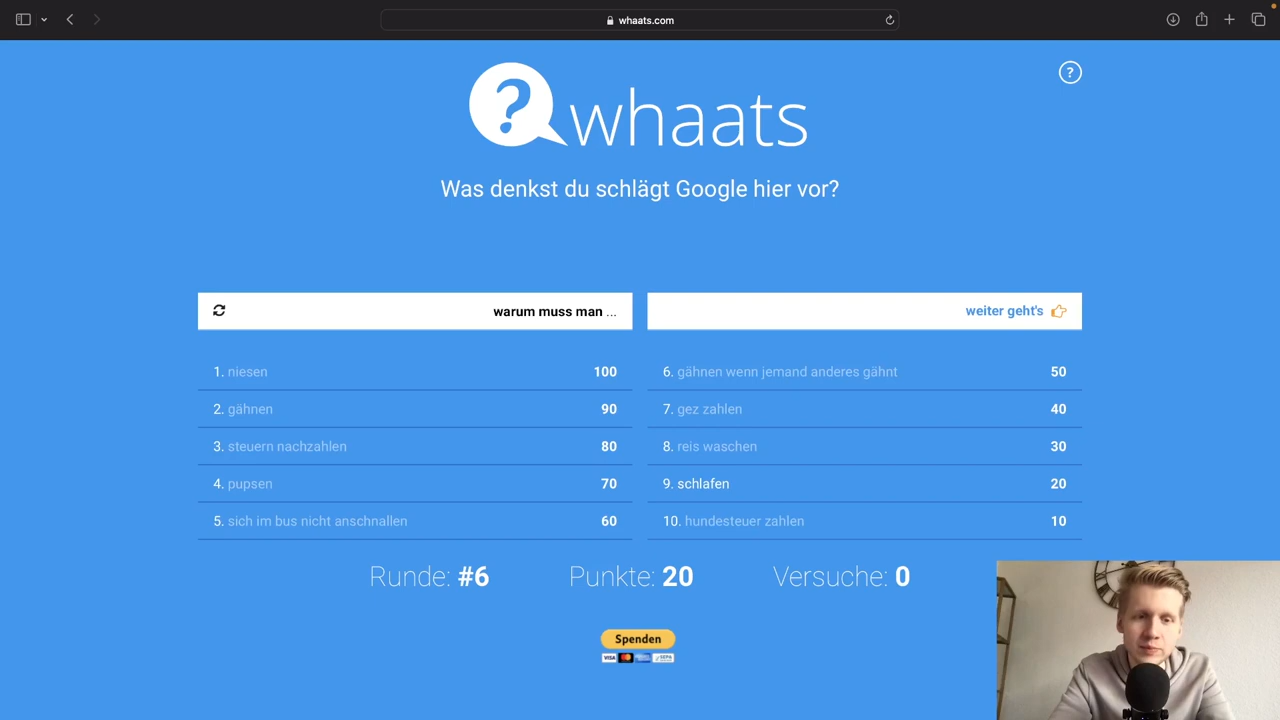 whaats.com
?
? whaats
Was denkst du schlägt Google hier vor?
warum muss man ...
weiter geht's
1. niesen 100
2. gähnen 90
3. steuern nachzahlen 80
4. pupsen 70
5. sich im bus nicht anschnallen 60
6. gähnen wenn jemand anderes gähnt 50
7. gez zahlen 40
8. reis waschen 30
9. schlafen 20
10. hundesteuer zahlen 10
Runde: #6 Punkte: 20 Versuche: 0
Spenden
VISA SEPA